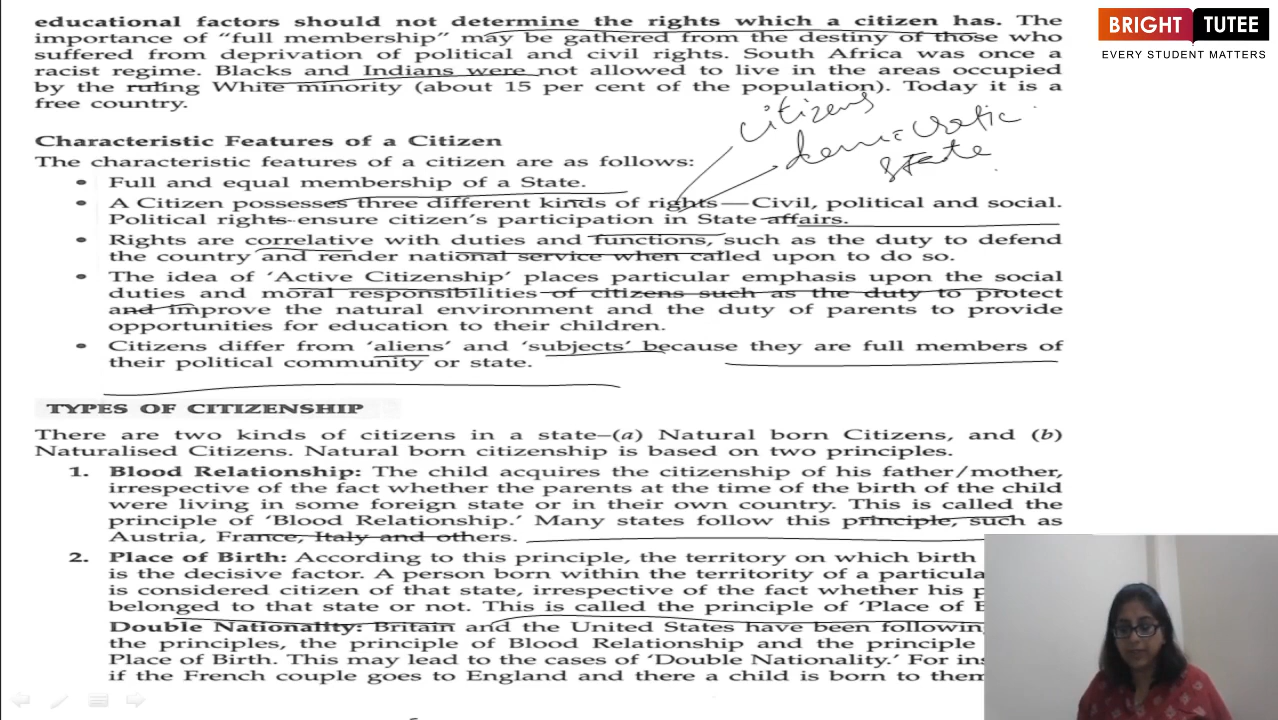 educational factors should not determine the rights which a citizen has. The
importance of “full membership” may be gathered from the destiny of those who
suffered from deprivation of political and civil rights. South Africa was once a
racist regime. Blacks and Indians were not allowed to live in the areas occupied
by the ruling White minority (about 15 per cent of the population). Today it is a
free country.
BRIGHT TUTEE
EVERY STUDENT MATTERS
citizens
democratic
state
Characteristic Features of a Citizen
The characteristic features of a citizen are as follows:
• Full and equal membership of a State.
• A Citizen possesses three different kinds of rights—Civil, political and social.
Political rights ensure citizen's participation in State affairs.
• Rights are correlative with duties and functions, such as the duty to defend
the country and render national service when called upon to do so.
• The idea of ‘Active Citizenship’ places particular emphasis upon the social
duties and moral responsibilities of citizens such as the duty to protect
and improve the natural environment and the duty of parents to provide
opportunities for education to their children.
• Citizens differ from ‘aliens’ and ‘subjects’ because they are full members of
their political community or state.
TYPES OF CITIZENSHIP
There are two kinds of citizens in a state–(a) Natural born Citizens, and (b)
Naturalised Citizens. Natural born citizenship is based on two principles.
1. Blood Relationship: The child acquires the citizenship of his father/mother,
irrespective of the fact whether the parents at the time of the birth of the child
were living in some foreign state or in their own country. This is called the
principle of ‘Blood Relationship.’ Many states follow this principle, such as
Austria, France, Italy and others.
2. Place of Birth: According to this principle, the territory on which birth
is the decisive factor. A person born within the territority of a particula
is considered citizen of that state, irrespective of the fact whether his p
belonged to that state or not. This is called the principle of ‘Place of B
Double Nationality: Britain and the United States have been following
the principles, the principle of Blood Relationship and the principle
Place of Birth. This may lead to the cases of ‘Double Nationality.’ For ins
if the French couple goes to England and there a child is born to them